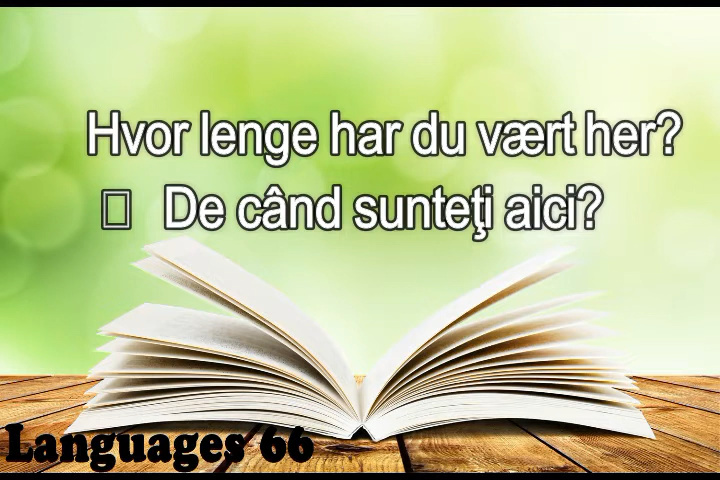 Hvor lenge har du vært her?
De când sunteţi aici?
Languages 66